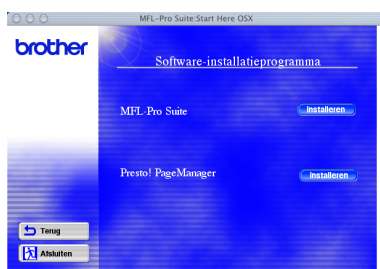 MFL-Pro Suite:Start Here OSX
brother
Software-installatieprogramma
MFL-Pro Suite
Installeren
Presto! PageManager
Installeren
Terug
Afsluiten